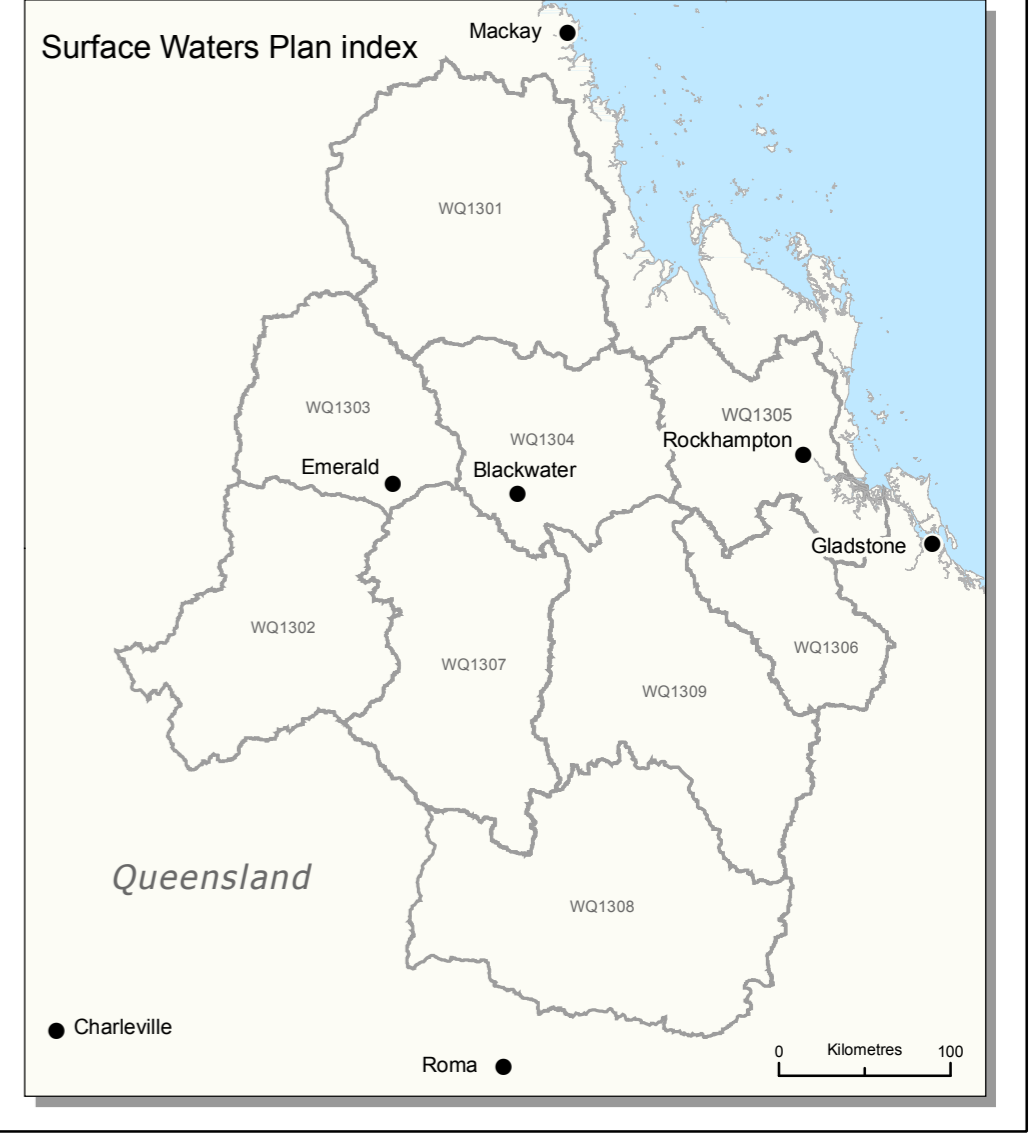 Surface Waters Plan index
Mackay
WQ1301
WQ1303
WQ1305
WQ1304
Rockhampton
Emerald
Blackwater
Gladstone
WQ1302
WQ1306
WQ1307
WQ1309
Queensland
WQ1308
Charleville
0 Kilometres 100
Roma